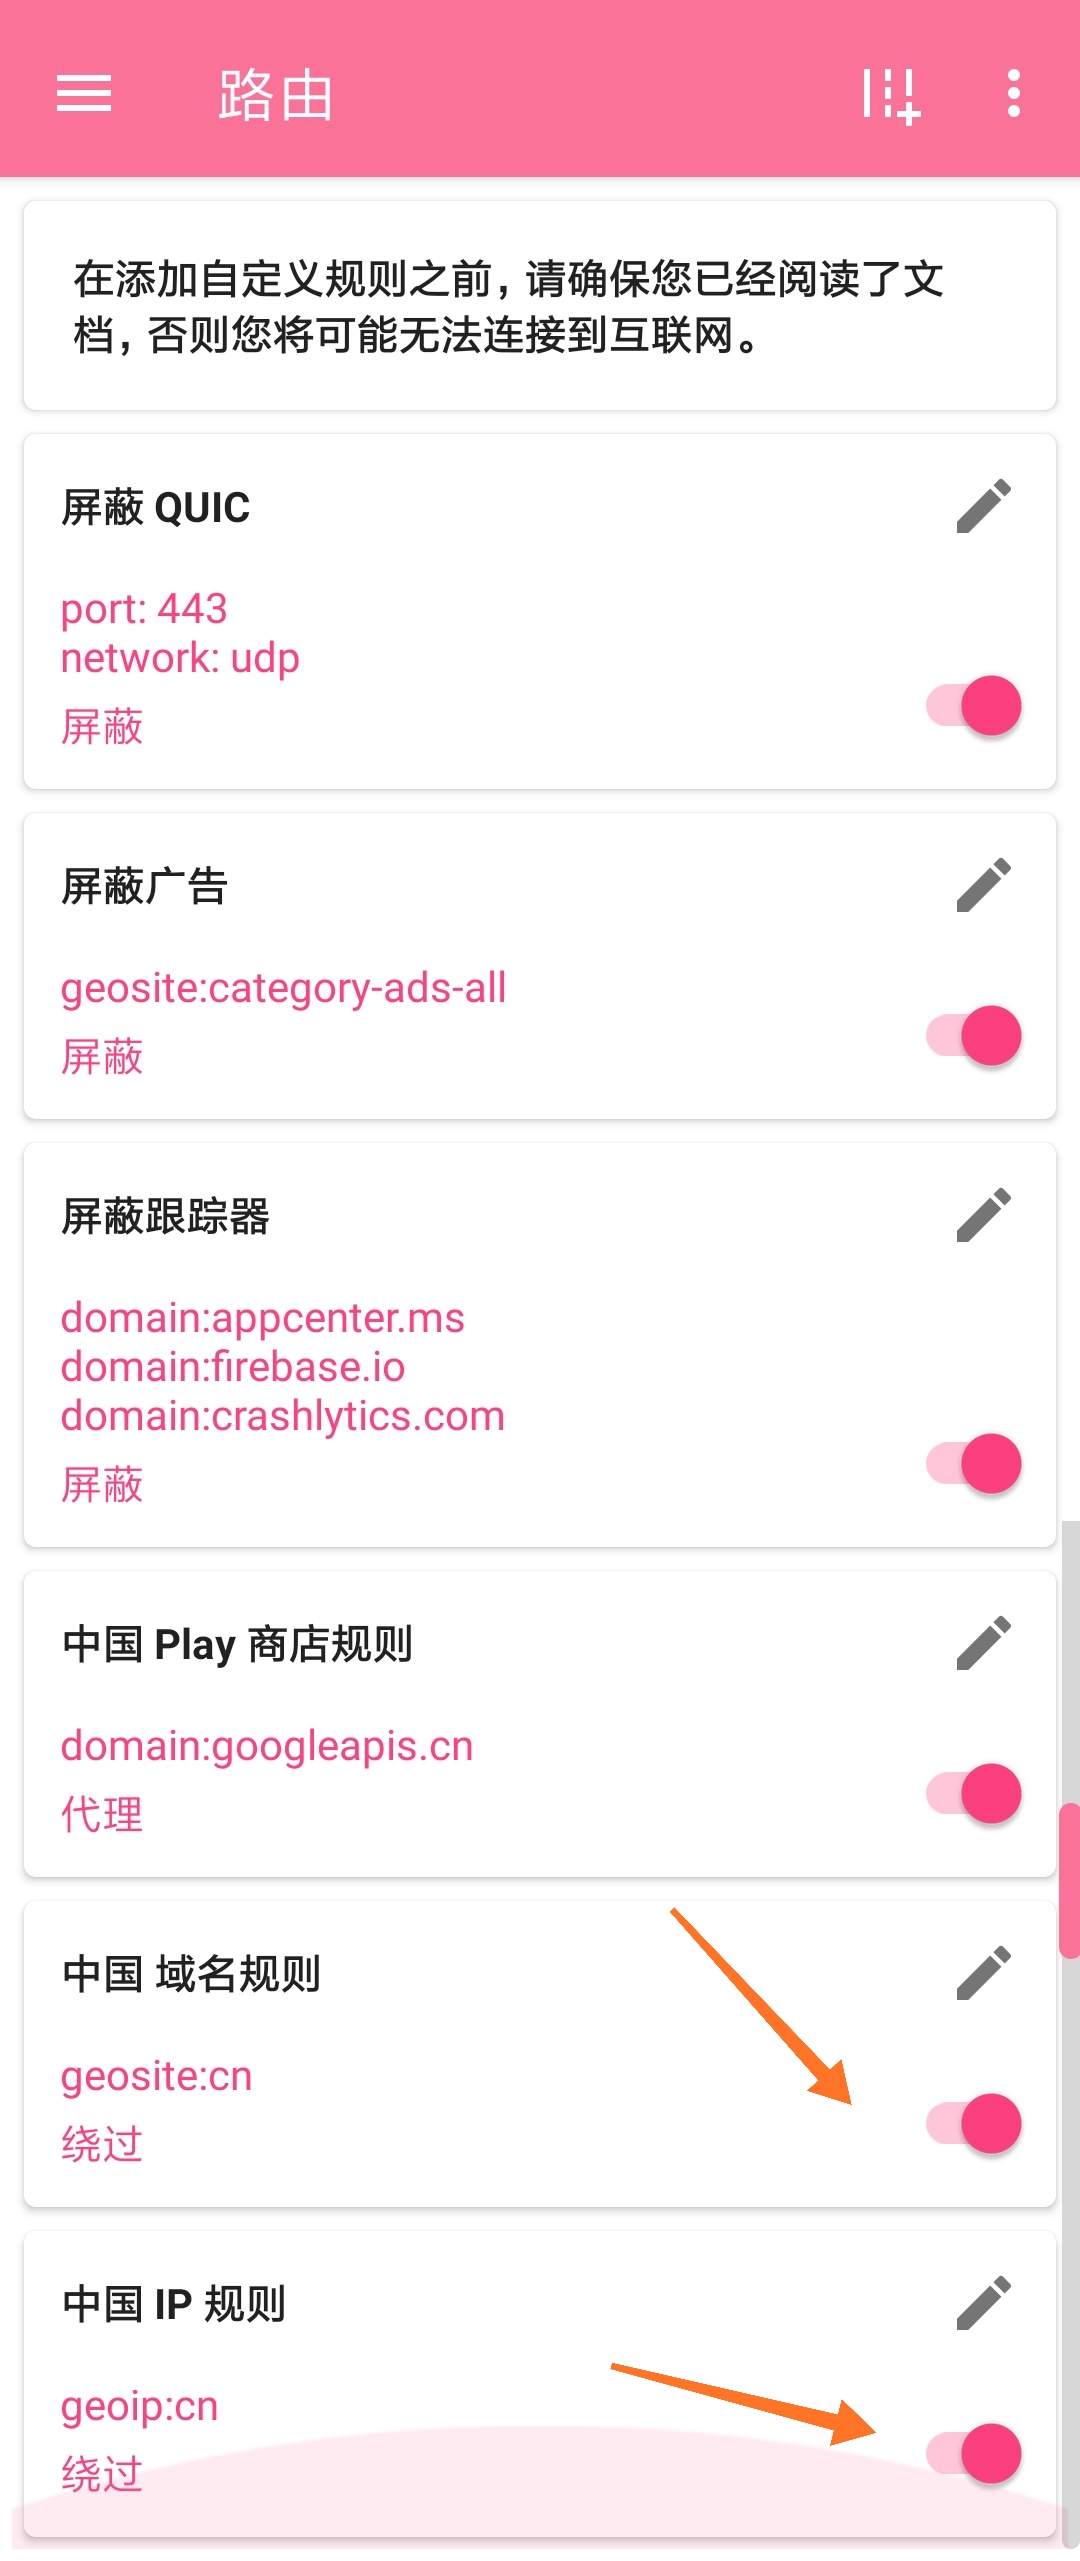 路由
在添加自定义规则之前，请确保您已经阅读了文
档，否则您将可能无法连接到互联网。
屏蔽 QUIC
port: 443
network: udp
屏蔽
屏蔽广告
geosite:category-ads-all
屏蔽
屏蔽跟踪器
domain:appcenter.ms
domain:firebase.io
domain:crashlytics.com
屏蔽
中国 Play 商店规则
domain:googleapis.cn
代理
中国 域名规则
geosite:cn
绕过
中国 IP 规则
geoip:cn
绕过